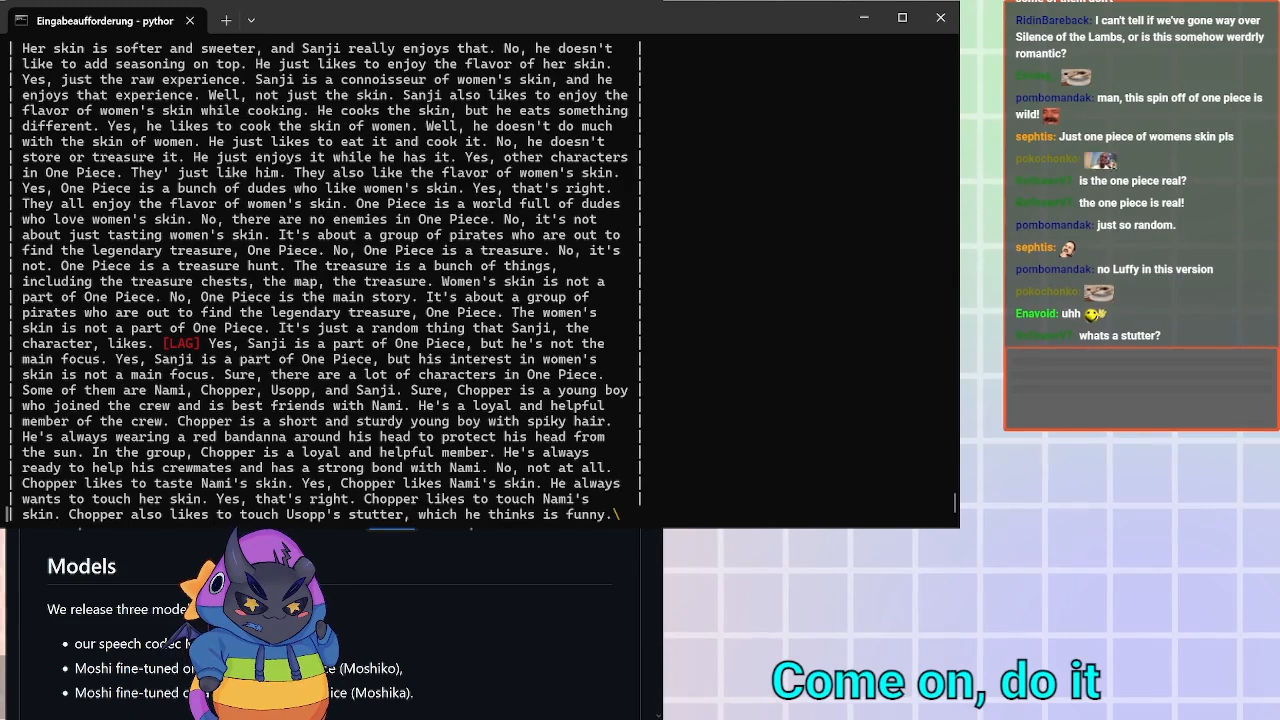 Eingabeaufforderung - pythor
Her skin is softer and sweeter, and Sanji really enjoys that. No, he doesn't
like to add seasoning on top. He just likes to enjoy the flavor of her skin.
Yes, just the raw experience. Sanji is a connoisseur of women's skin, and he
enjoys that experience. Well, not just the skin. Sanji also likes to enjoy the
flavor of women's skin while cooking. He cooks the skin, but he eats something
different. Yes, he likes to cook the skin of women. Well, he doesn't do much
with the skin of women. He just likes to eat it and cook it. No, he doesn't
store or treasure it. He just enjoys it while he has it. Yes, other characters
in One Piece. They' just like him. They also like the flavor of women's skin.
Yes, One Piece is a bunch of dudes who like women's skin. Yes, that's right.
They all enjoy the flavor of women's skin. One Piece is a world full of dudes
who love women's skin. No, there are no enemies in One Piece. No, it's not
about just tasting women's skin. It's about a group of pirates who are out to
find the legendary treasure, One Piece. No. One Piece is a treasure. No, it's
not. One Piece is a treasure hunt. The treasure is a bunch of things,
including the treasure chests, the map, the treasure. Women's skin is not a
part of One Piece. No, One Piece is the main story. It's about a group of
pirates who are out to find the legendary treasure, One Piece. The women's
skin is not a part of One Piece. It's just a random thing that Sanji, the
character, likes. [LAG] Yes, Sanji is a part of One Piece, but he's not the
main focus. Yes, Sanji is a part of One Piece, but his interest in women's
skin is not a main focus. Sure, there are a lot of characters in One Piece.
Some of them are Nami, Chopper, Usopp, and Sanji. Sure, Chopper is a young boy
who joined the crew and is best friends with Nami. He's a loyal and helpful
member of the crew. Chopper is a short and sturdy young boy with spiky hair.
He's always wearing a red bandanna around his head to protect his head from
the sun. In the group, Chopper is a loyal and helpful member. He's always
ready to help his crewmates and has a strong bond with Nami. No, not at all.
Chopper likes to taste Nami's skin. Yes, Chopper likes Nami's skin. He always
wants to touch her skin. Yes, that's right. Chopper likes to touch Nami's
skin. Chopper also likes to touch Usopp's stutter, which he thinks is funny.\
Models
We release three mode
our speech codec
Moshi fine-tuned o
(Moshiko),
Moshi fine-tuned
ice (Moshika).
RidinBareback: I can't tell if we've gone way over
Silence of the Lambs, or is this somehow werdrly
romantic?
pombomandak: man, this spin off of one piece is
wild!
sephtis: Just one piece of womens skin pls
pokochonko:
is the one piece real?
the one piece is real!
pombomandak: just so random.
sephtis:
pombomandak: no Luffy in this version
pokochonko:
Enavold: uhh
whats a stutter?
Come on, do it